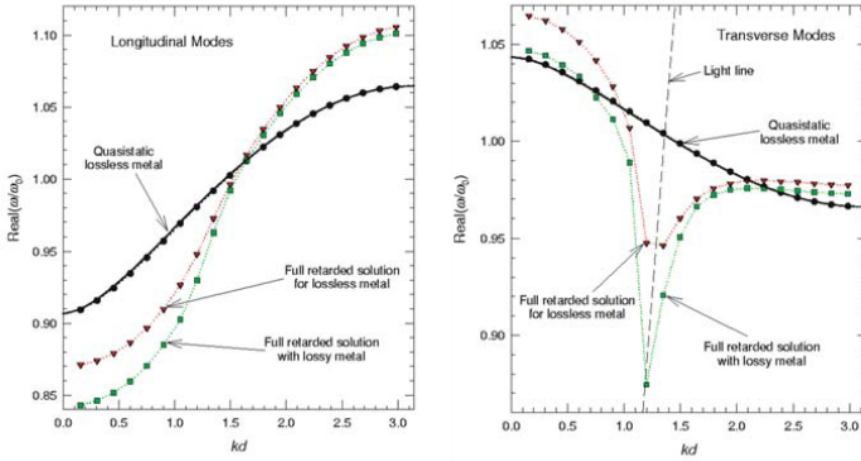 Longitudinal Modes
Quasistatic
lossless metal
Full retarded solution
for lossless metal
Full retarded solution
with lossy metal
Real(ω/ω₀)
1.10
1.05
1.00
0.95
0.90
0.85
0.0 0.5 1.0 1.5 2.0 2.5 3.0
kd
Transverse Modes
Light line
Quasistatic
lossless metal
Full retarded solution
for lossless metal
Full retarded solution
with lossy metal
Real(ω/ω₀)
1.05
1.00
0.95
0.90
0.0 0.5 1.0 1.5 2.0 2.5 3.0
kd